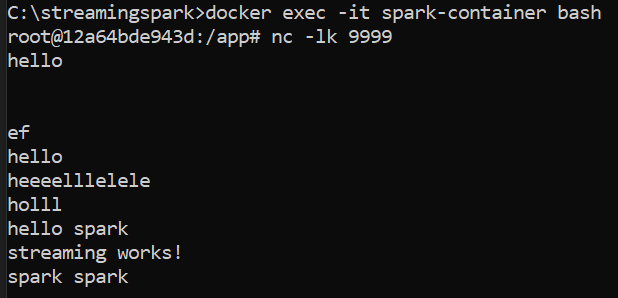 C:\streamingspark>docker exec -it spark-container bash
root@12a64bde943d:/app# nc -lk 9999
hello
ef
hello
heeeelllelele
holll
hello spark
streaming works!
spark spark